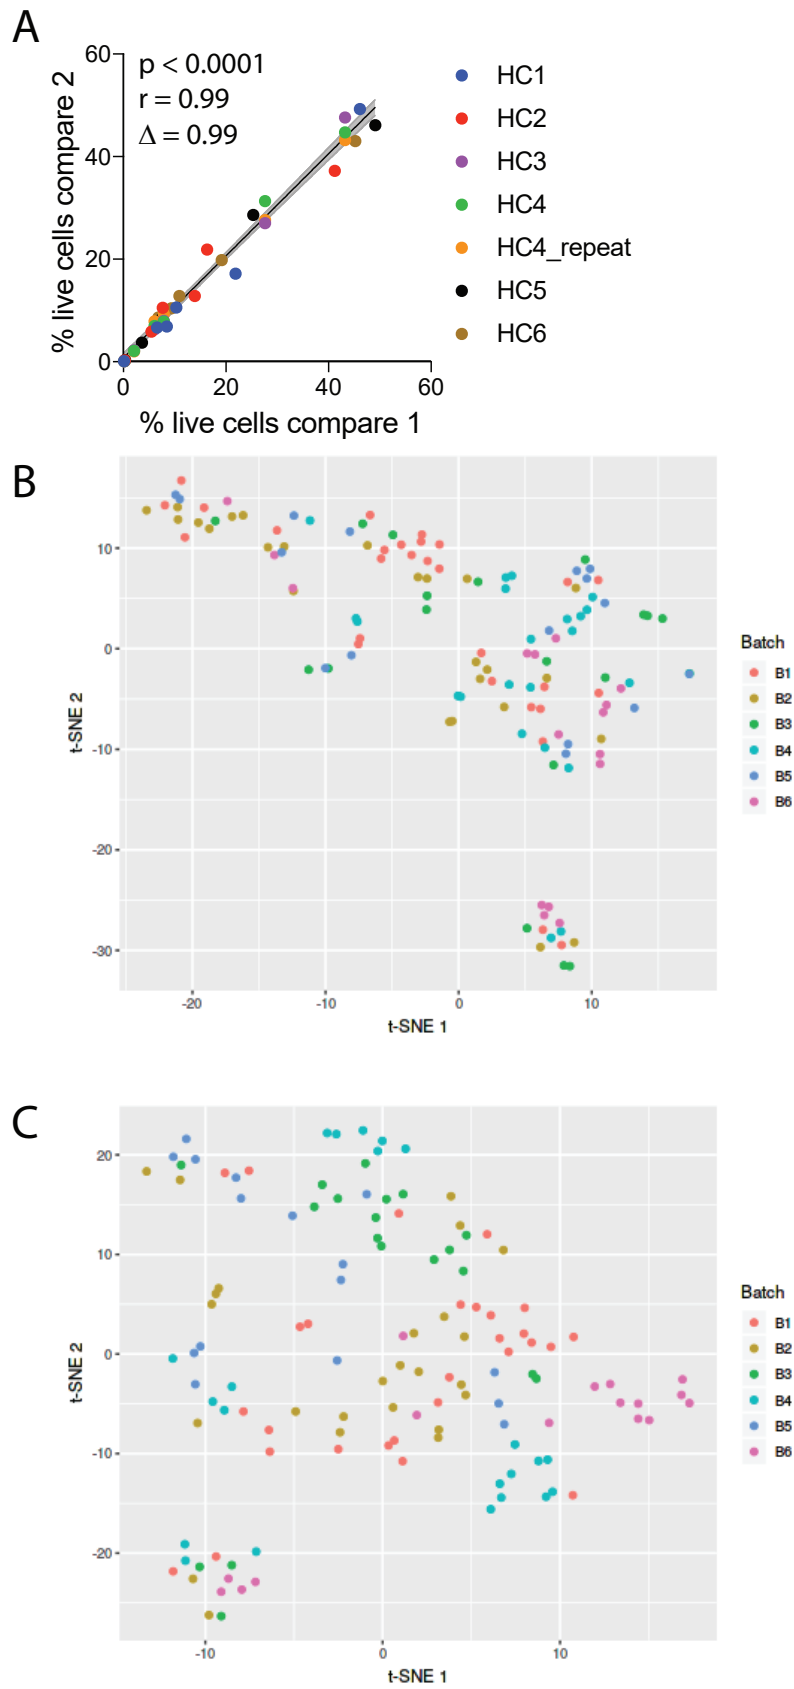 A
p < 0.0001
r = 0.99
Δ = 0.99
% live cells compare 2
60
40
20
0
0 20 40 60
% live cells compare 1
HC1
HC2
HC3
HC4
HC4_repeat
HC5
HC6
B
t-SNE 2
10
0
-10
-20
-30
-20 -10 0 10
t-SNE 1
Batch
B1
B2
B3
B4
B5
B6
C
t-SNE 2
20
10
0
-10
-20
-10 0 10
t-SNE 1
Batch
B1
B2
B3
B4
B5
B6